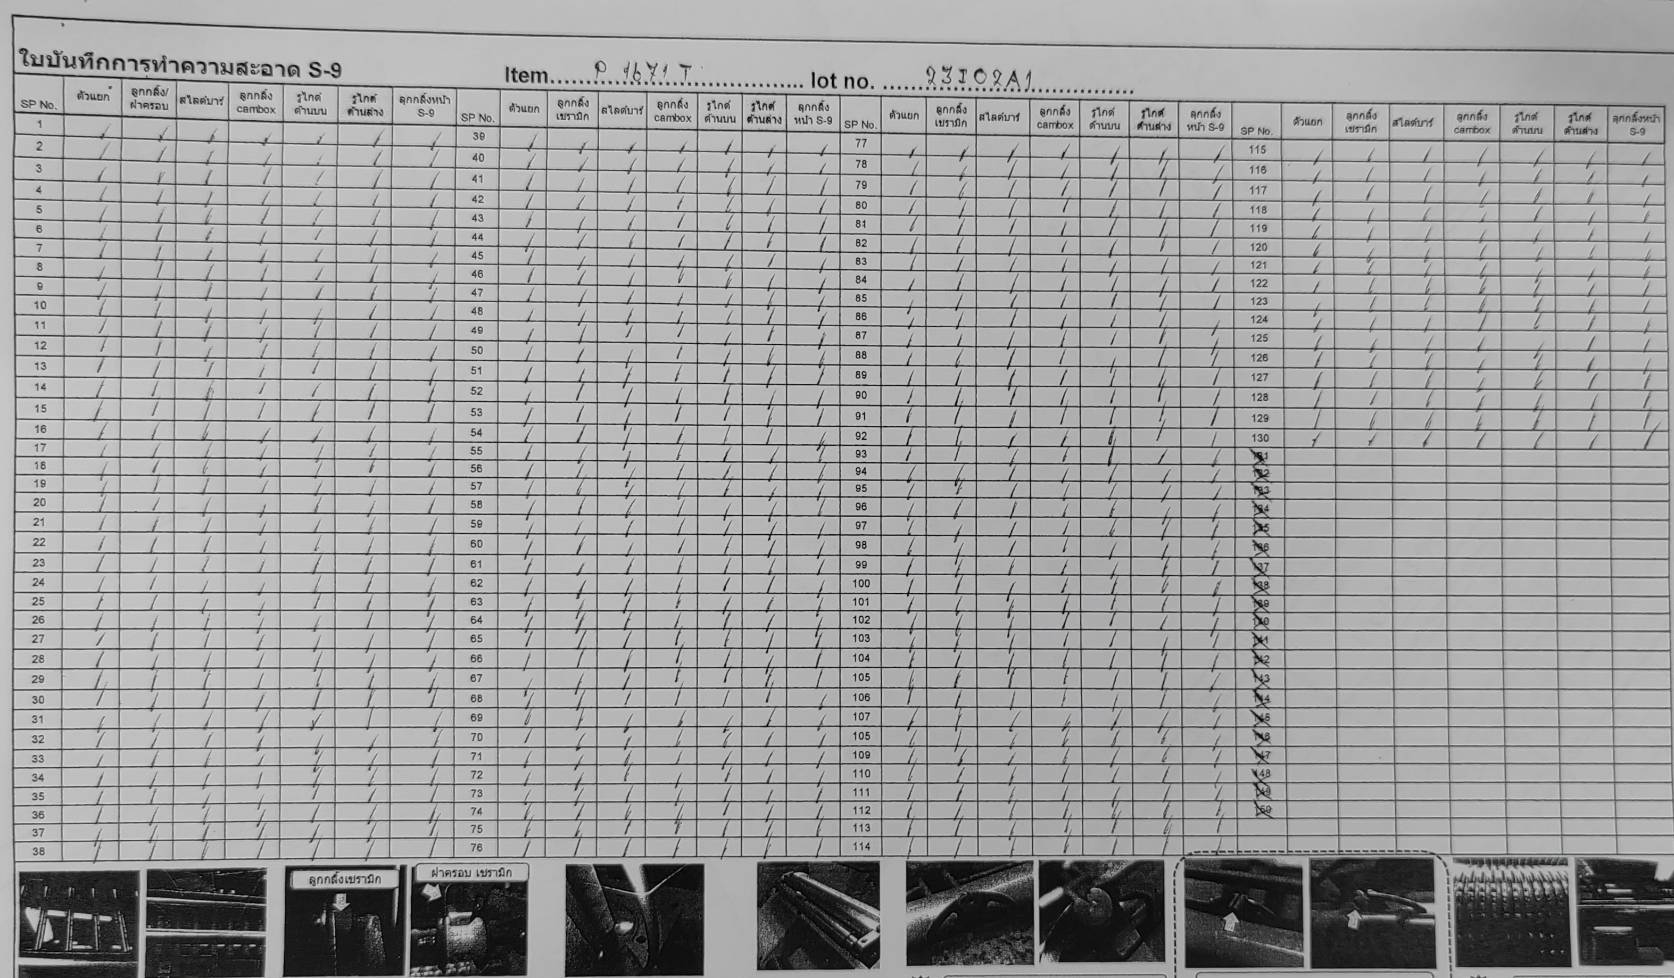 ใบบันทึกการทำความสะอาด S-9
Item P 1671 T lot no. 23I02A1
SP No. ตัวแยก ลูกกลิ้ง/ฝาครอบ สไลด์บาร์ ลูกกลิ้ง cambox รูไกด์ด้านบน รูไกด์ด้านล่าง ลูกกลิ้งหน้า S-9 SP No. ตัวแยก ลูกกลิ้งเซรามิก สไลด์บาร์ ลูกกลิ้ง cambox รูไกด์ด้านบน รูไกด์ด้านล่าง ลูกกลิ้งหน้า S-9 SP No. ตัวแยก ลูกกลิ้งเซรามิก สไลด์บาร์ ลูกกลิ้ง cambox รูไกด์ด้านบน รูไกด์ด้านล่าง ลูกกลิ้งหน้า S-9 SP No. ตัวแยก ลูกกลิ้งเซรามิก สไลด์บาร์ ลูกกลิ้ง cambox รูไกด์ด้านบน รูไกด์ด้านล่าง ลูกกลิ้งหน้า S-9
1 39 77 115
2 40 78 116
3 41 79 117
4 42 80 118
5 43 81 119
6 44 82 120
7 45 83 121
8 46 84 122
9 47 85 123
10 48 86 124
11 49 87 125
12 50 88 126
13 51 89 127
14 52 90 128
15 53 91 129
16 54 92 130
17 55 93
18 56 94
19 57 95
20 58 96
21 59 97
22 60 98
23 61 99
24 62 100
25 63 101
26 64 102
27 65 103
28 66 104
29 67 105
30 68 106
31 69 107
32 70 105
33 71 109
34 72 110 148
35 73 111
36 74 112
37 75 113
38 76 114
ลูกกลิ้งเซรามิก ฝาครอบ เซรามิก